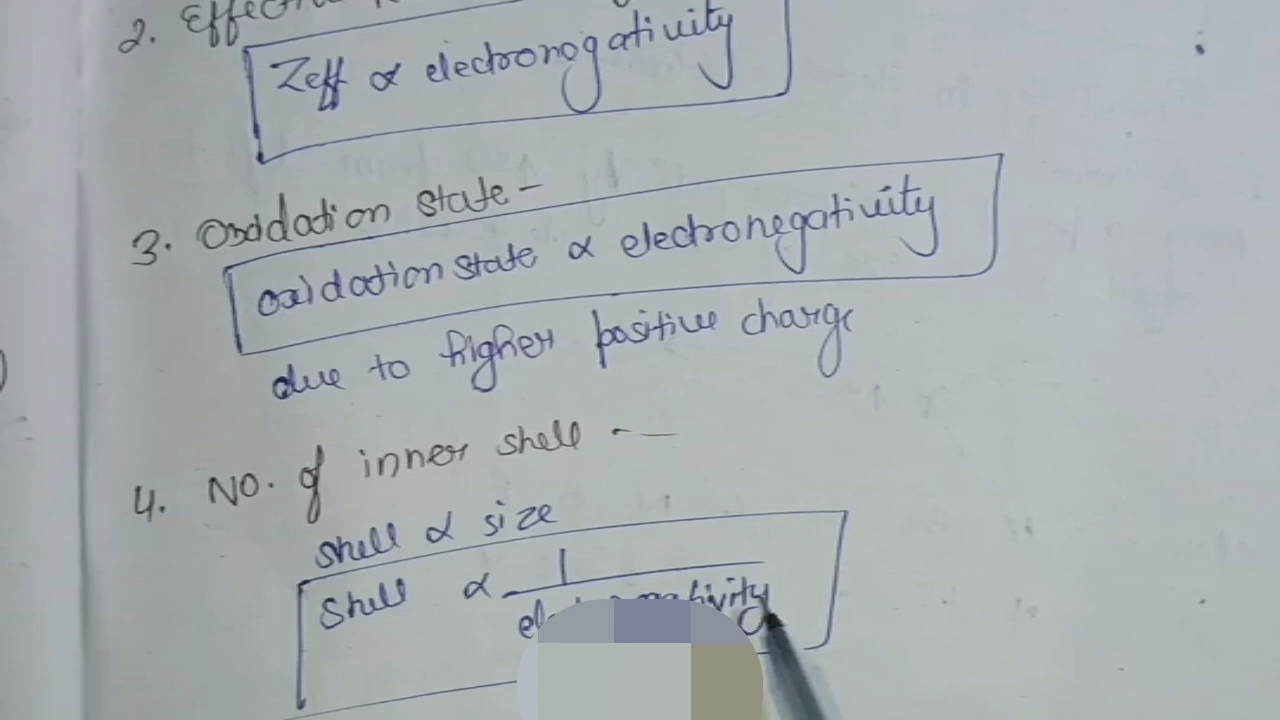 2.
Zeff ∝ electronogativity
3. Oxidation state -
oxidation state ∝ electronegativity
due to higher positive charge
4. No. of inner shell -
shell ∝ size
shell ∝ 1